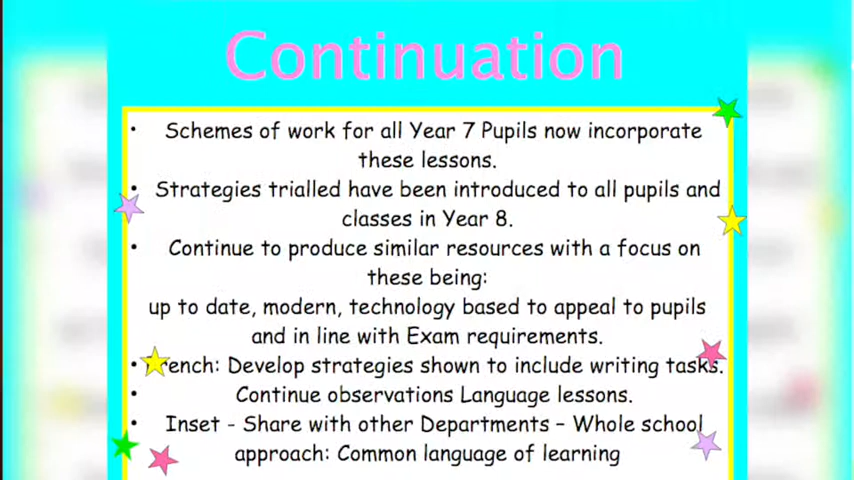 Continuation
• Schemes of work for all Year 7 Pupils now incorporate
these lessons.
• Strategies trialled have been introduced to all pupils and
classes in Year 8.
• Continue to produce similar resources with a focus on
these being:
up to date, modern, technology based to appeal to pupils
and in line with Exam requirements.
• French: Develop strategies shown to include writing tasks.
• Continue observations Language lessons.
• Inset - Share with other Departments – Whole school
approach: Common language of learning